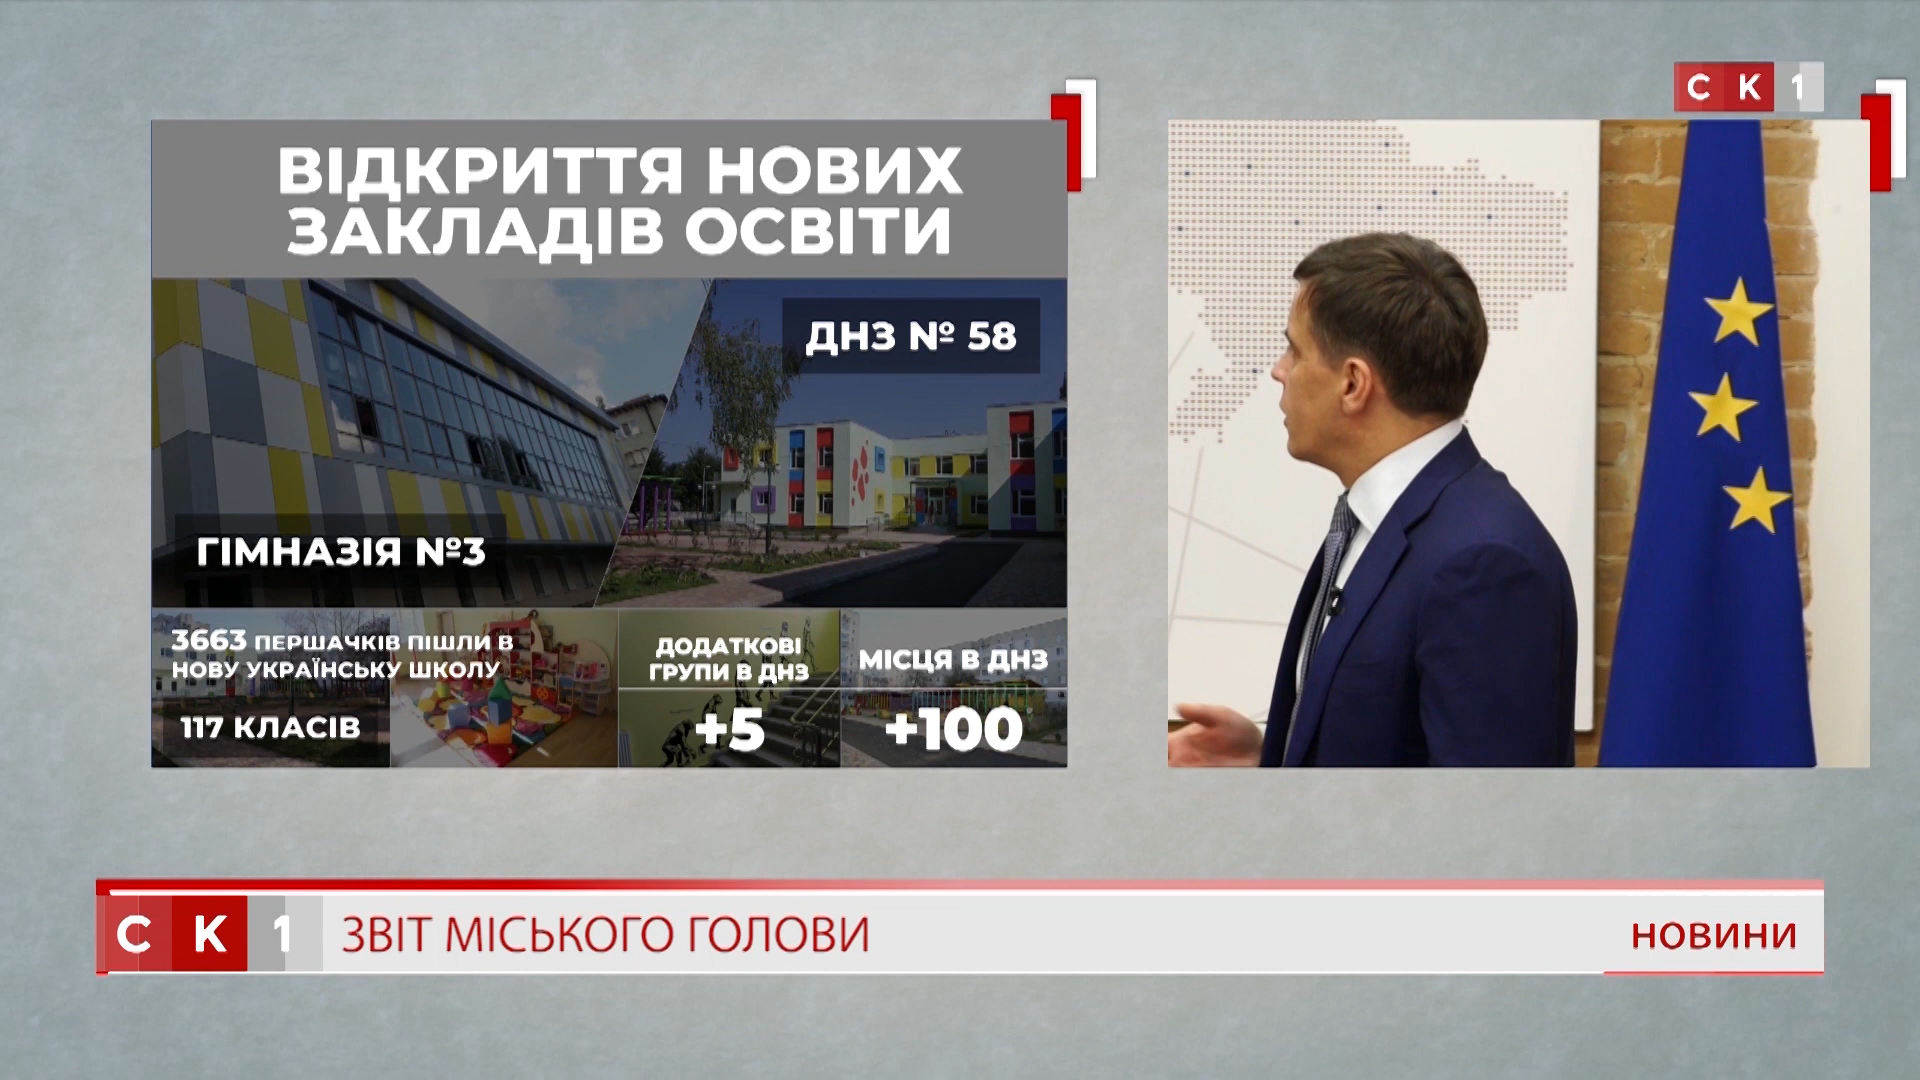 СК1
ВІДКРИТТЯ НОВИХ
ЗАКЛАДІВ ОСВІТИ
ДНЗ № 58
ГІМНАЗІЯ №3
3663 ПЕРШАЧКІВ ПІШЛИ В
НОВУ УКРАЇНСЬКУ ШКОЛУ
117 КЛАСІВ
ДОДАТКОВІ
ГРУПИ В ДНЗ
+5
МІСЦЯ В ДНЗ
+100
СК1 ЗВІТ МІСЬКОГО ГОЛОВИ НОВИНИ